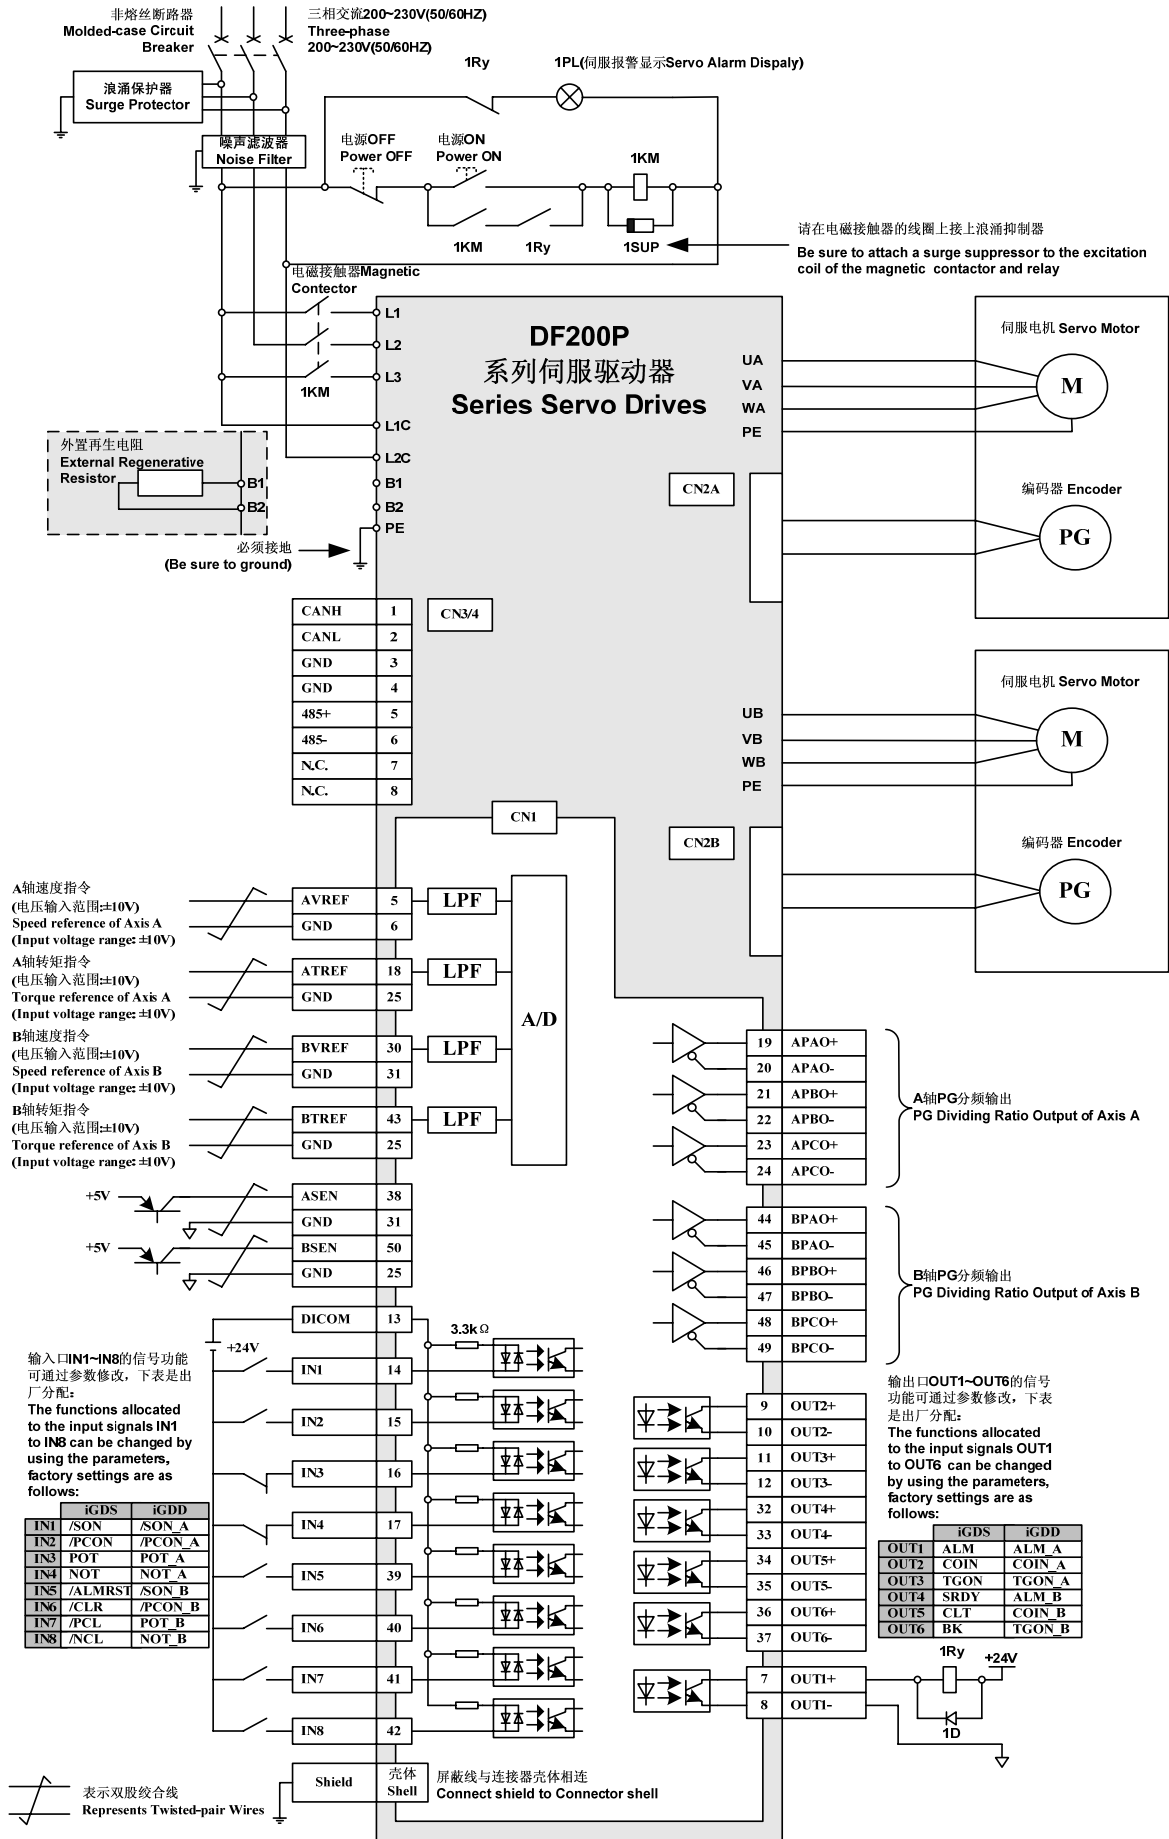 非熔丝断路器
Molded-case Circuit
Breaker
三相交流200~230V(50/60HZ)
Three-phase
200~230V(50/60HZ)
浪涌保护器
Surge Protector
噪声滤波器
Noise Filter
1Ry
1PL(伺服报警显示Servo Alarm Dispaly)
电源OFF
Power OFF
电源ON
Power ON
1KM
1KM
1Ry
1SUP
请在电磁接触器的线圈上接上浪涌抑制器
Be sure to attach a surge suppressor to the excitation
coil of the magnetic contactor and relay
电磁接触器Magnetic
Contector
1KM
L1
L2
L3
L1C
L2C
B1
B2
PE
外置再生电阻
External Regenerative
Resistor
B1
B2
必须接地
(Be sure to ground)
DF200P
系列伺服驱动器
Series Servo Drives
UA
VA
WA
PE
CN2A
伺服电机 Servo Motor
M
编码器 Encoder
PG
CANH 1
CANL 2
GND 3
GND 4
485+ 5
485- 6
N.C. 7
N.C. 8
CN3/4
UB
VB
WB
PE
CN2B
伺服电机 Servo Motor
M
编码器 Encoder
PG
CN1
A轴速度指令
(电压输入范围:±10V)
Speed reference of Axis A
(Input voltage range: ±10V)
AVREF 5 LPF
GND 6
A轴转矩指令
(电压输入范围:±10V)
Torque reference of Axis A
(Input voltage range: ±10V)
ATREF 18 LPF
GND 25
B轴速度指令
(电压输入范围:±10V)
Speed reference of Axis B
(Input voltage range: ±10V)
BVREF 30 LPF
GND 31
B轴转矩指令
(电压输入范围:±10V)
Torque reference of Axis B
(Input voltage range: ±10V)
BTREF 43 LPF
GND 25
A/D
+5V
ASEN 38
GND 31
+5V
BSEN 50
GND 25
DICOM 13
+24V
3.3kΩ
IN1 14
IN2 15
IN3 16
IN4 17
IN5 39
IN6 40
IN7 41
IN8 42
输入口IN1~IN8的信号功能
可通过参数修改，下表是出
厂分配：
The functions allocated
to the input signals IN1
to IN8 can be changed by
using the parameters,
factory settings are as
follows:
iGDS iGDD
IN1 /SON /SON_A
IN2 /PCON /PCON_A
IN3 POT POT_A
IN4 NOT NOT_A
IN5 /ALMRST /SON_B
IN6 /CLR /PCON_B
IN7 /PCL POT_B
IN8 /NCL NOT_B
19 APAO+
20 APAO-
21 APBO+
22 APBO-
23 APCO+
24 APCO-
A轴PG分频输出
PG Dividing Ratio Output of Axis A
44 BPAO+
45 BPAO-
46 BPBO+
47 BPBO-
48 BPCO+
49 BPCO-
B轴PG分频输出
PG Dividing Ratio Output of Axis B
9 OUT2+
10 OUT2-
11 OUT3+
12 OUT3-
32 OUT4+
33 OUT4-
34 OUT5+
35 OUT5-
36 OUT6+
37 OUT6-
7 OUT1+
8 OUT1-
输出口OUT1~OUT6的信号
功能可通过参数修改，下表
是出厂分配：
The functions allocated
to the input signals OUT1
to OUT6 can be changed
by using the parameters,
factory settings are as
follows:
iGDS iGDD
OUT1 ALM ALM_A
OUT2 COIN COIN_A
OUT3 TGON TGON_A
OUT4 SRDY ALM_B
OUT5 CLT COIN_B
OUT6 BK TGON_B
1Ry
+24V
1D
Shield
壳体
Shell
屏蔽线与连接器壳体相连
Connect shield to Connector shell
表示双股绞合线
Represents Twisted-pair Wires